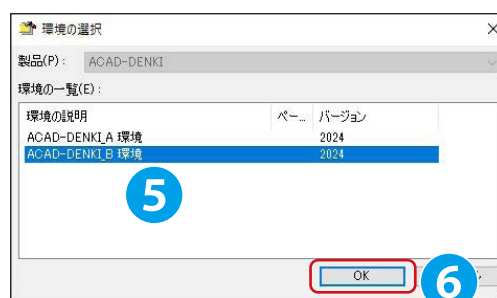 環境の選択
製品(P): ACAD-DENKI
環境の一覧(E):
環境の説明 ペー... バージョン
ACAD-DENKI_A 環境 2024
ACAD-DENKI_B 環境 2024
5
OK 6